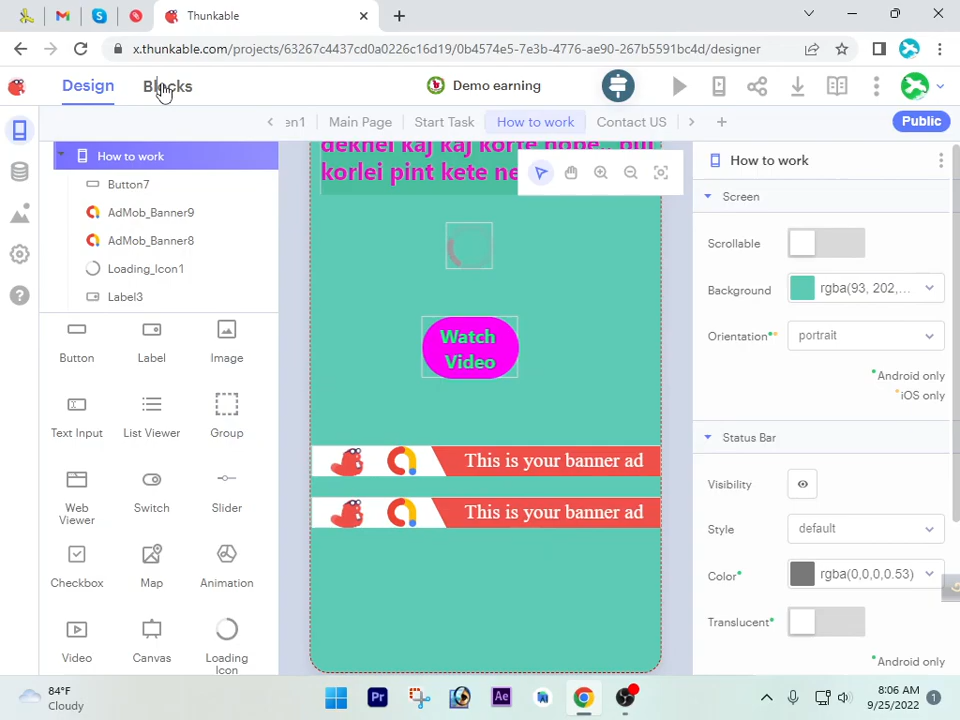 Thunkable
x.thunkable.com/projects/63267c4437cd0a0226c16d19/0b4574e5-7e3b-4776-ae90-267b5591bc4d/designer
Design
Blocks
Demo earning
en1
Main Page
Start Task
How to work
Contact US
Public
How to work
Button7
AdMob_Banner9
AdMob_Banner8
Loading_Icon1
Label3
Button
Label
Image
Text Input
List Viewer
Group
Web
Viewer
Switch
Slider
Checkbox
Map
Animation
Video
Canvas
Loading
Icon
korlei pint kete ne
Watch
Video
This is your banner ad
This is your banner ad
How to work
Screen
Scrollable
Background
rgba(93, 202,...
Orientation
portrait
Android only
iOS only
Status Bar
Visibility
Style
default
Color
rgba(0,0,0,0.53)
Translucent
Android only
84°F
Cloudy
Pr
Ae
8:06 AM
9/25/2022
1